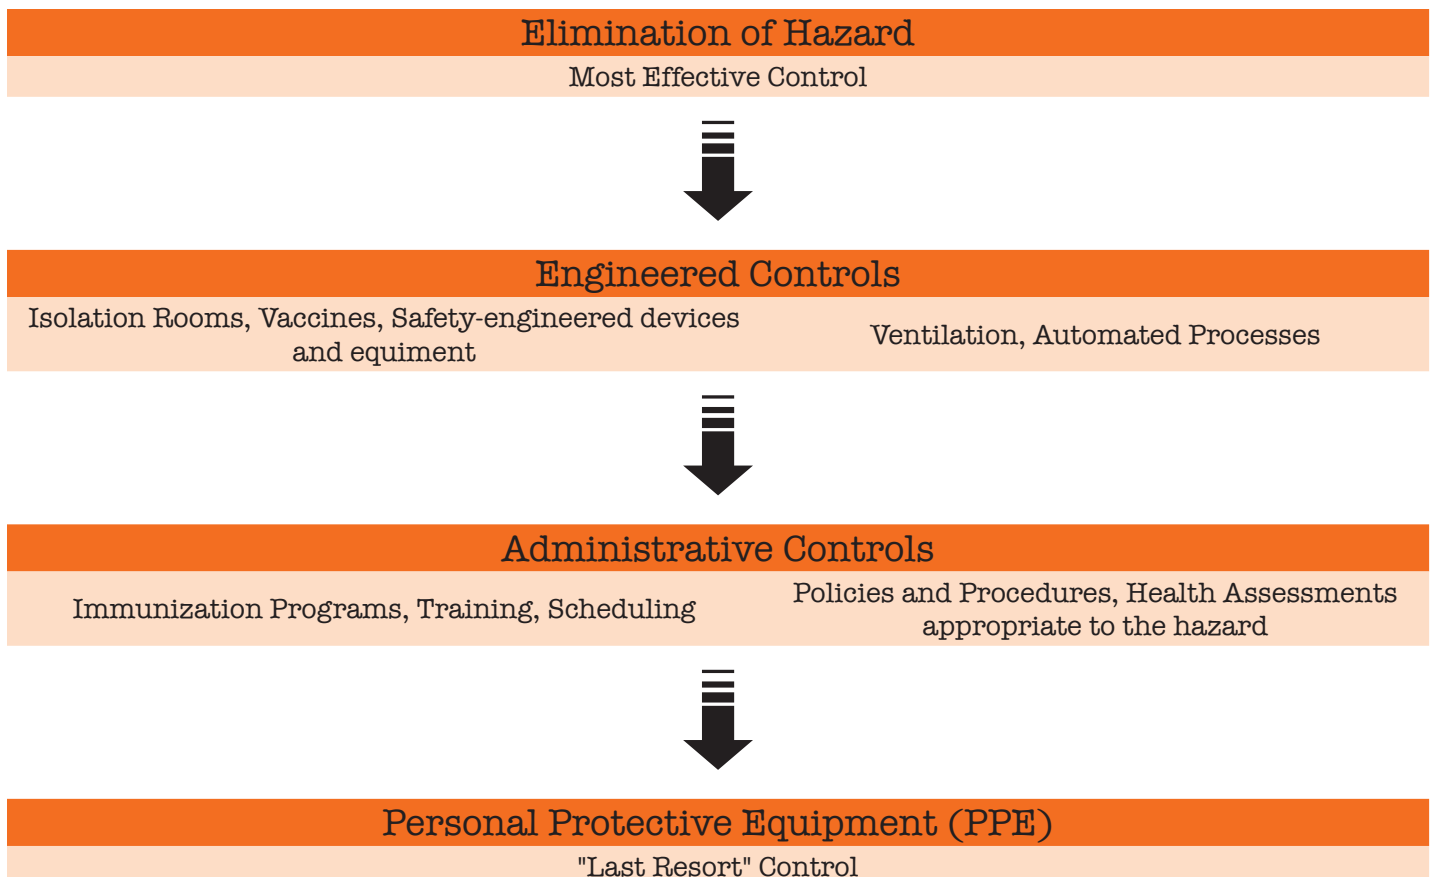 Elimination of Hazard
Most Effective Control
Engineered Controls
Isolation Rooms, Vaccines, Safety-engineered devices
and equiment
Ventilation, Automated Processes
Administrative Controls
Immunization Programs, Training, Scheduling
Policies and Procedures, Health Assessments
appropriate to the hazard
Personal Protective Equipment (PPE)
"Last Resort" Control